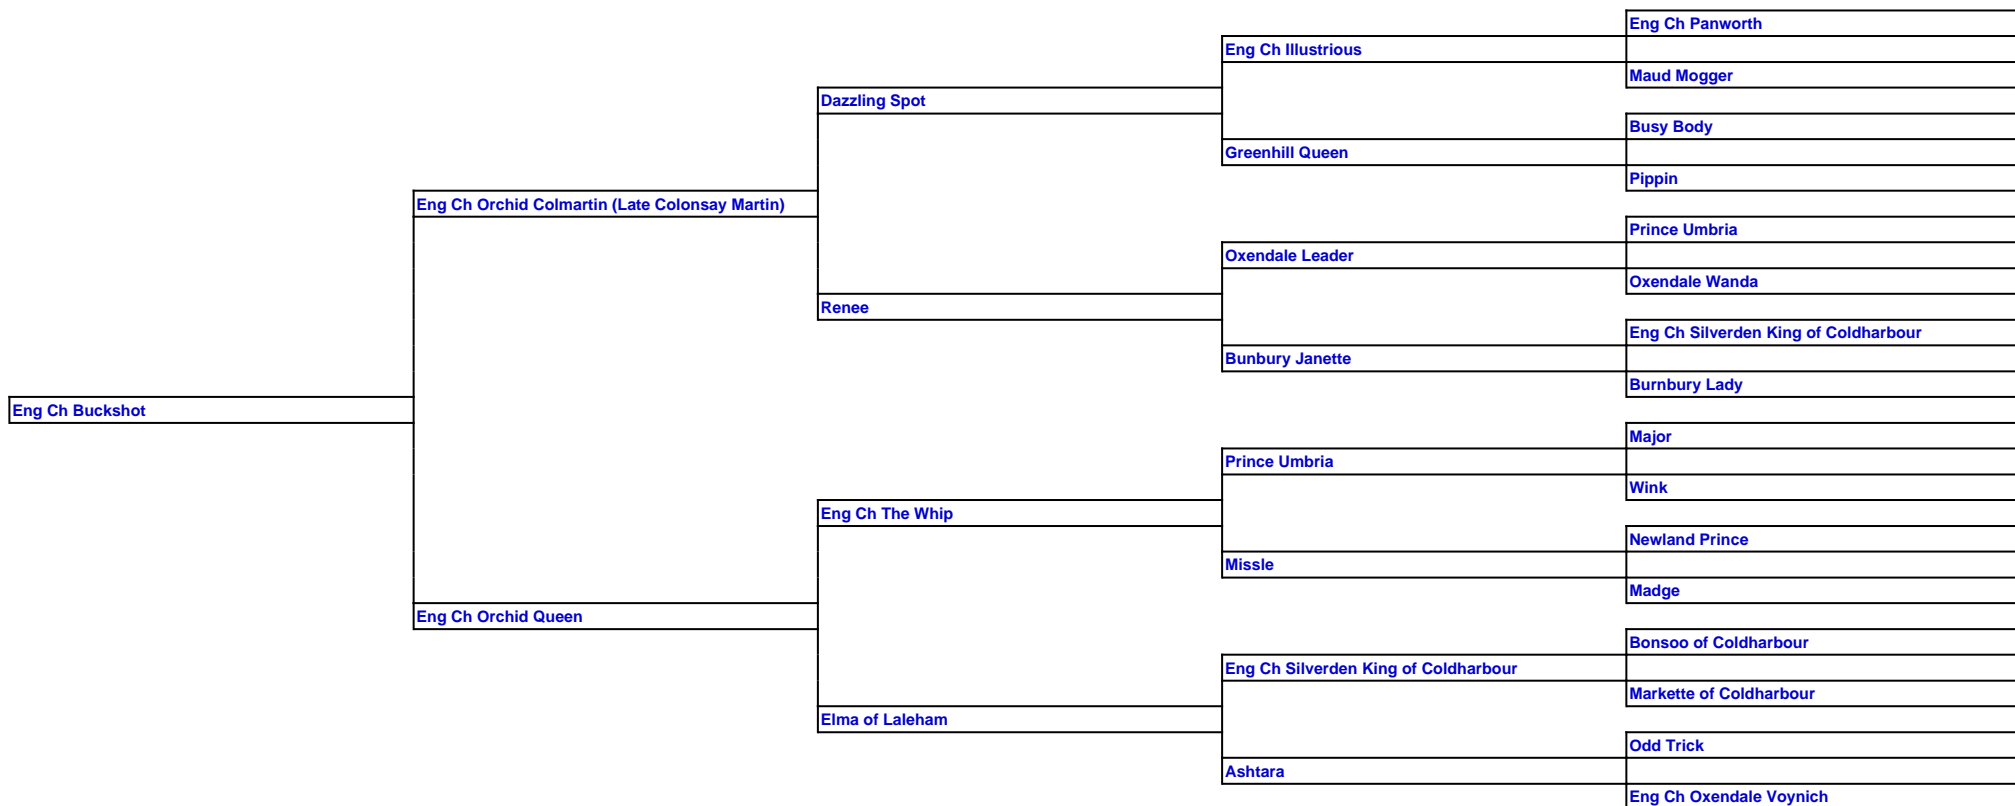 Eng Ch Panworth
Eng Ch Illustrious
Maud Mogger
Dazzling Spot
Busy Body
Greenhill Queen
Pippin
Eng Ch Orchid Colmartin (Late Colonsay Martin)
Prince Umbria
Oxendale Leader
Oxendale Wanda
Renee
Eng Ch Silverden King of Coldharbour
Bunbury Janette
Burnbury Lady
Eng Ch Buckshot
Major
Prince Umbria
Wink
Eng Ch The Whip
Newland Prince
Missle
Madge
Eng Ch Orchid Queen
Bonsoo of Coldharbour
Eng Ch Silverden King of Coldharbour
Markette of Coldharbour
Elma of Laleham
Odd Trick
Ashtara
Eng Ch Oxendale Voynich